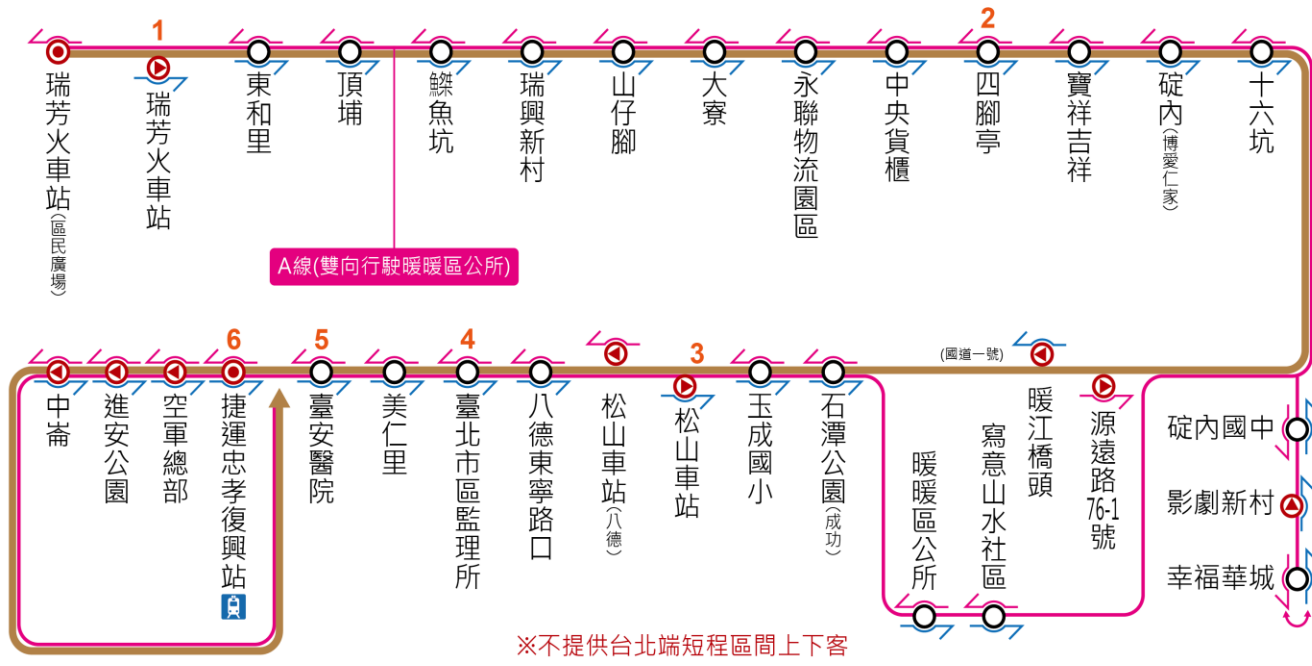 1
2
瑞芳火車站(區民廣場)
瑞芳火車站
東和里
頂埔
鰶魚坑
瑞興新村
山仔腳
大寮
永聯物流園區
中央貨櫃
四腳亭
寶祥吉祥
碇內(博愛仁家)
十六坑
A線(雙向行駛暖暖區公所)
6
5
4
3
(國道一號)
中崙
進安公園
空軍總部
捷運忠孝復興站
臺安醫院
美仁里
臺北市區監理所
八德東寧路口
松山車站(八德)
松山車站
玉成國小
石潭公園(成功)
暖暖區公所
寫意山水社區
暖江橋頭
源遠路76-1號
碇內國中
影劇新村
幸福華城
※不提供台北端短程區間上下客